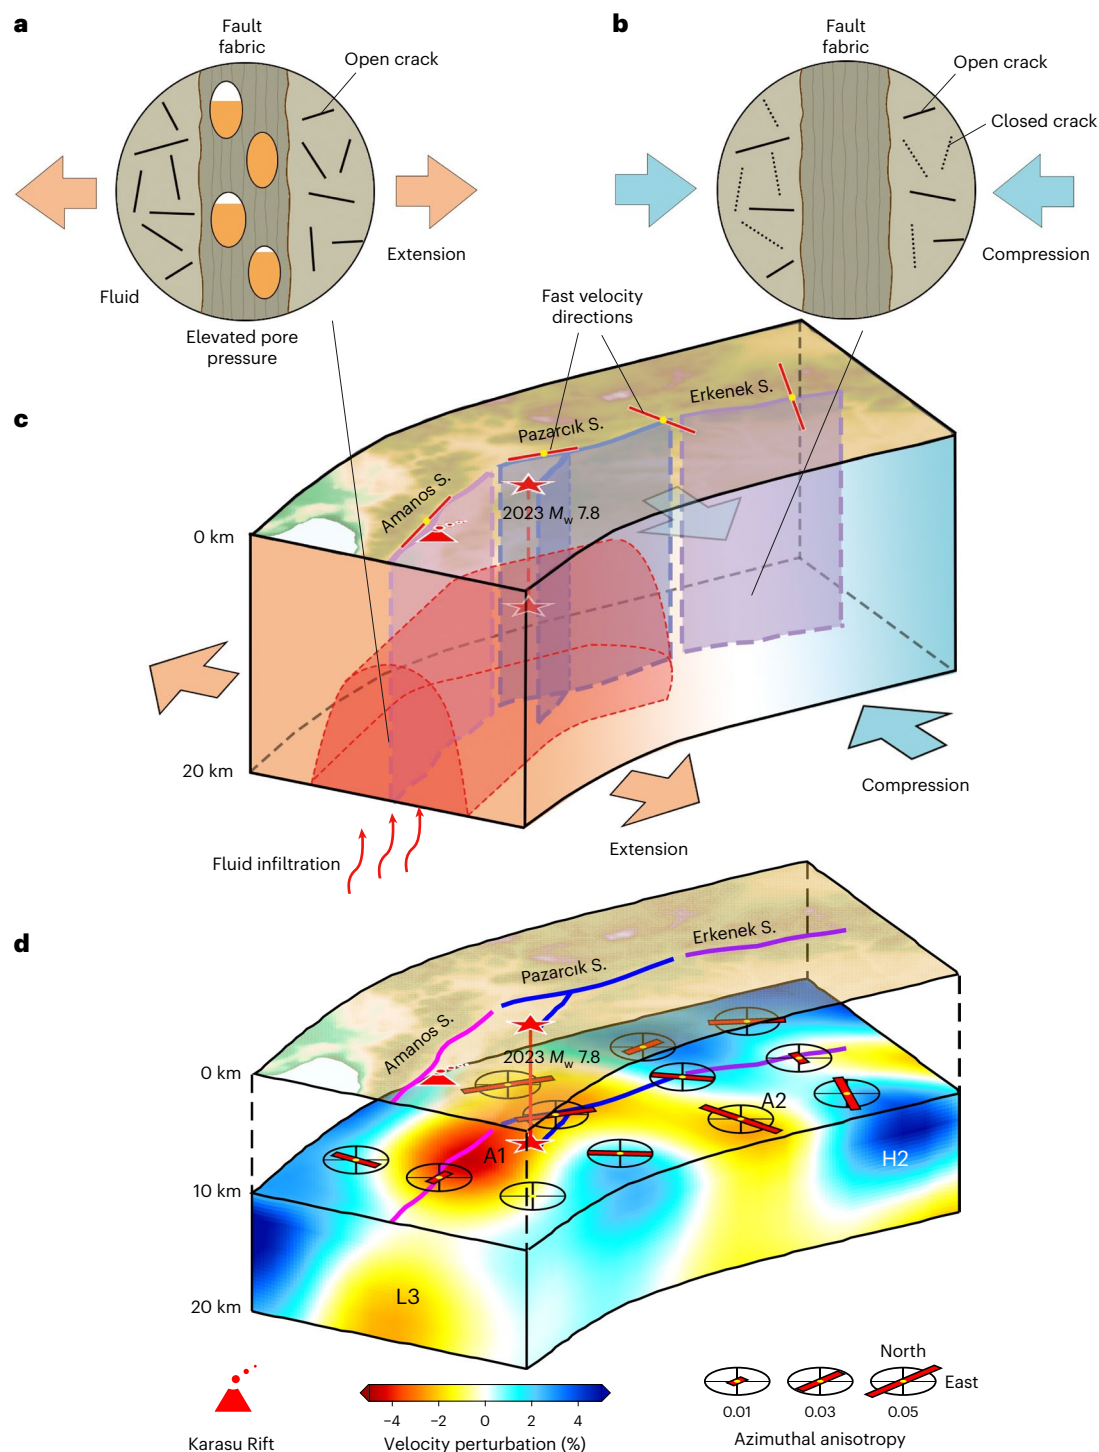 a
Fault
fabric
Open crack
Extension
Fluid
Elevated pore
pressure
b
Fault
fabric
Open crack
Closed crack
Compression
Fast velocity
directions
c
Erkenek S.
Pazarcık S.
Amanos S.
2023 Mw 7.8
0 km
20 km
Compression
Extension
Fluid infiltration
d
Erkenek S.
Pazarcık S.
Amanos S.
2023 Mw 7.8
0 km
A2
A1
H2
10 km
L3
20 km
North
East
−4 −2 0 2 4
0.01 0.03 0.05
Karasu Rift
Velocity perturbation (%)
Azimuthal anisotropy